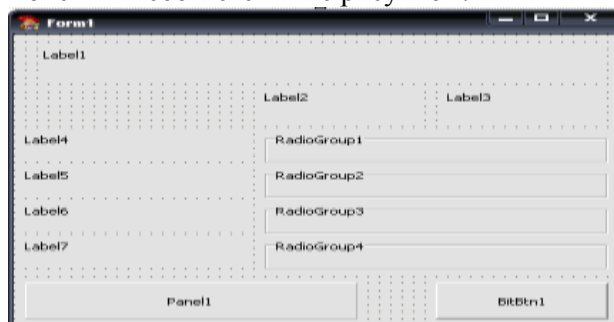 Form1
Label1
Label2 Label3
Label4 RadioGroup1
Label5 RadioGroup2
Label6 RadioGroup3
Label7 RadioGroup4
Panel1 BitBtn1